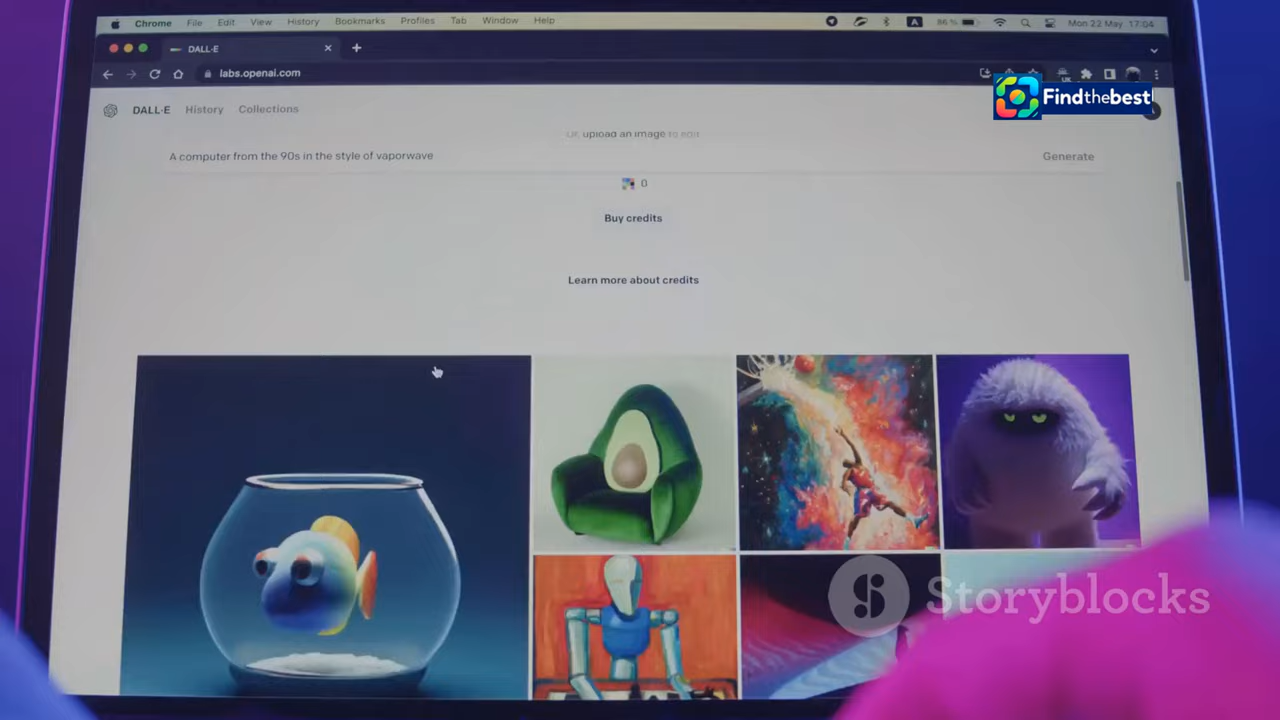 Chrome File Edit View History Bookmarks Profiles Tab Window Help A 86 % Mon 22 May 17:04
DALL-E
labs.openai.com
Findthebest
DALL·E History Collections
upload an image to edit
A computer from the 90s in the style of vaporwave Generate
0
Buy credits
Learn more about credits
Storyblocks